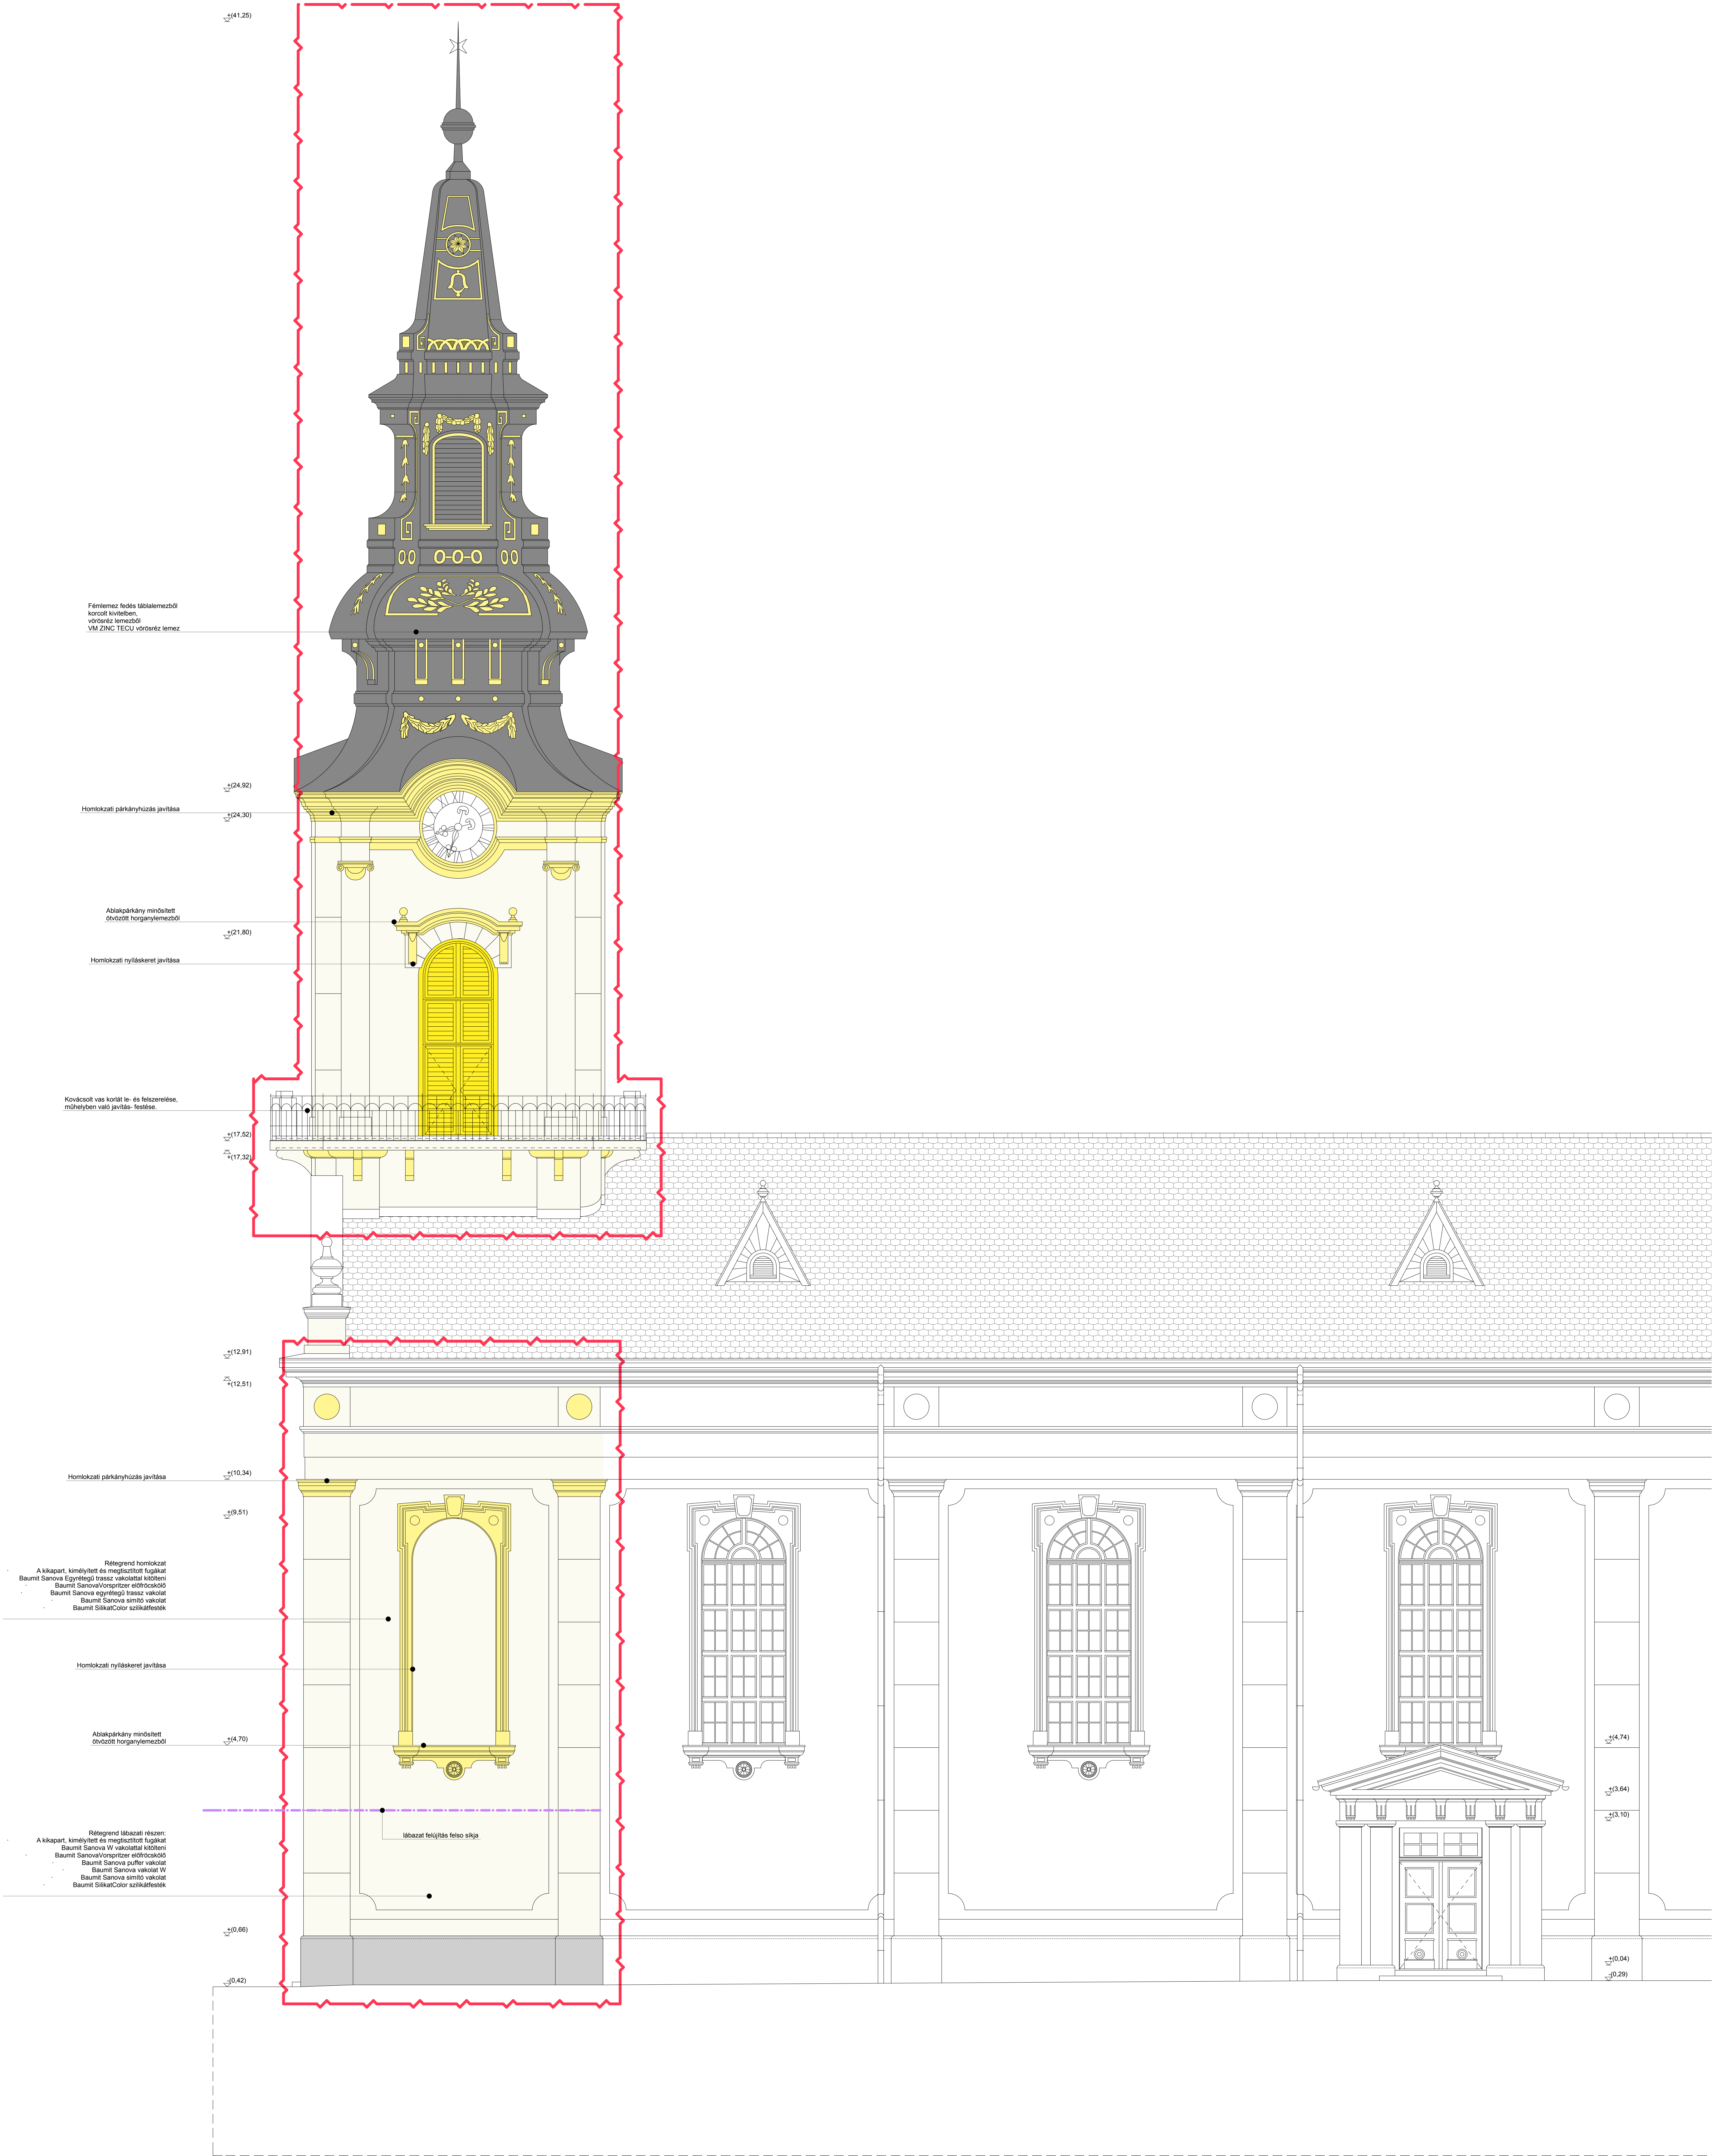 +(41,25)
Fémlemez fedés táblalemezből
korcolt kivitelben,
vörösréz lemezből
VM ZINC TECU vörösréz lemez
+(24,92)
Homlokzati párkányhúzás javítása
+(24,30)
Ablakpárkány minősített
ötvözött horganylemezből
+(21,80)
Homlokzati nyíláskeret javítása
Kovácsolt vas korlát le- és felszerelése,
műhelyben való javítás- festése.
+(17,52)
+(17,32)
+(12,91)
+(12,51)
Homlokzati párkányhúzás javítása
+(10,34)
+(9,51)
Rétegrend homlokzat
· A kikapart, kimélyített és megtisztított fugákat
Baumit Sanova Egyrétegű trassz vakolattal kitölteni
· Baumit SanovaVorspritzer előfröcskölő
· Baumit Sanova egyrétegű trassz vakolat
· Baumit Sanova simító vakolat
· Baumit SilikatColor szilikátfesték
Homlokzati nyíláskeret javítása
Ablakpárkány minősített
ötvözött horganylemezből
+(4,70)
+(4,74)
+(3,64)
+(3,10)
lábazat felújítás felso síkja
Rétegrend lábazati részen:
· A kikapart, kimélyített és megtisztított fugákat
Baumit Sanova W vakolattal kitölteni
· Baumit SanovaVorspritzer előfröcskölő
· Baumit Sanova puffer vakolat
· Baumit Sanova vakolat W
· Baumit Sanova simító vakolat
· Baumit SilikatColor szilikátfesték
+(0,66)
+(0,04)
-(0,42)
-(0,29)